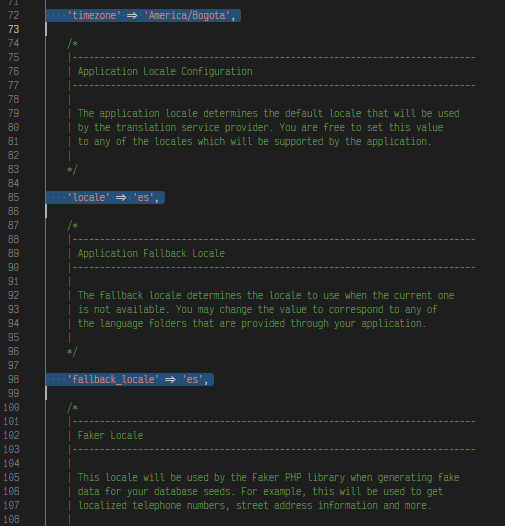 71
72 'timezone' => 'America/Bogota',
73
74 /*
75 |--------------------------------------------------------------------------
76 | Application Locale Configuration
77 |--------------------------------------------------------------------------
78 |
79 | The application locale determines the default locale that will be used
80 | by the translation service provider. You are free to set this value
81 | to any of the locales which will be supported by the application.
82 |
83 */
84
85 'locale' => 'es',
86
87 /*
88 |--------------------------------------------------------------------------
89 | Application Fallback Locale
90 |--------------------------------------------------------------------------
91 |
92 | The fallback locale determines the locale to use when the current one
93 | is not available. You may change the value to correspond to any of
94 | the language folders that are provided through your application.
95 |
96 */
97
98 'fallback_locale' => 'es',
99
100 /*
101 |--------------------------------------------------------------------------
102 | Faker Locale
103 |--------------------------------------------------------------------------
104 |
105 | This locale will be used by the Faker PHP library when generating fake
106 | data for your database seeds. For example, this will be used to get
107 | localized telephone numbers, street address information and more.
108 |